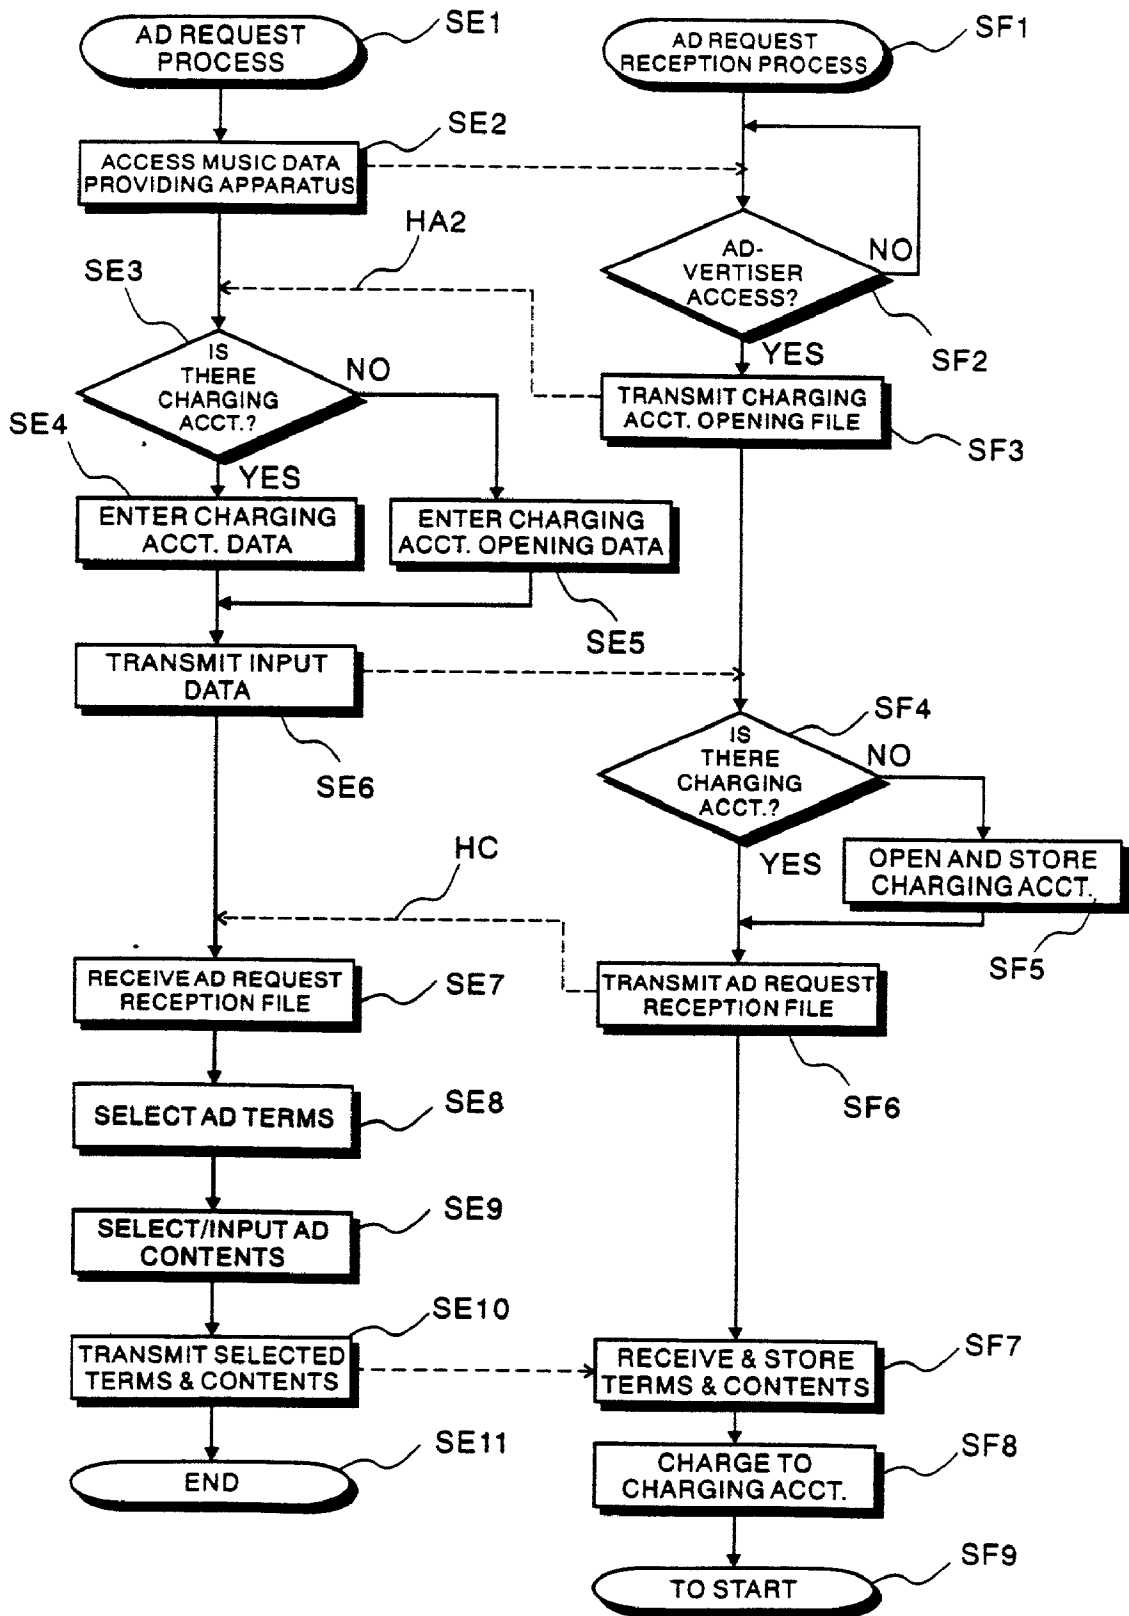 AD REQUEST
PROCESS
SE1
AD REQUEST
RECEPTION PROCESS
SF1
ACCESS MUSIC DATA
PROVIDING APPARATUS
SE2
HA2
AD-
VERTISER
ACCESS?
NO
YES
SF2
SE3
IS
THERE
CHARGING
ACCT.?
NO
YES
TRANSMIT CHARGING
ACCT. OPENING FILE
SF3
SE4
ENTER CHARGING
ACCT. DATA
ENTER CHARGING
ACCT. OPENING DATA
SE5
TRANSMIT INPUT
DATA
SE6
SF4
IS
THERE
CHARGING
ACCT.?
NO
YES
OPEN AND STORE
CHARGING ACCT.
SF5
HC
RECEIVE AD REQUEST
RECEPTION FILE
SE7
TRANSMIT AD REQUEST
RECEPTION FILE
SF6
SELECT AD TERMS
SE8
SELECT/INPUT AD
CONTENTS
SE9
TRANSMIT SELECTED
TERMS & CONTENTS
SE10
RECEIVE & STORE
TERMS & CONTENTS
SF7
END
SE11
CHARGE TO
CHARGING ACCT.
SF8
TO START
SF9